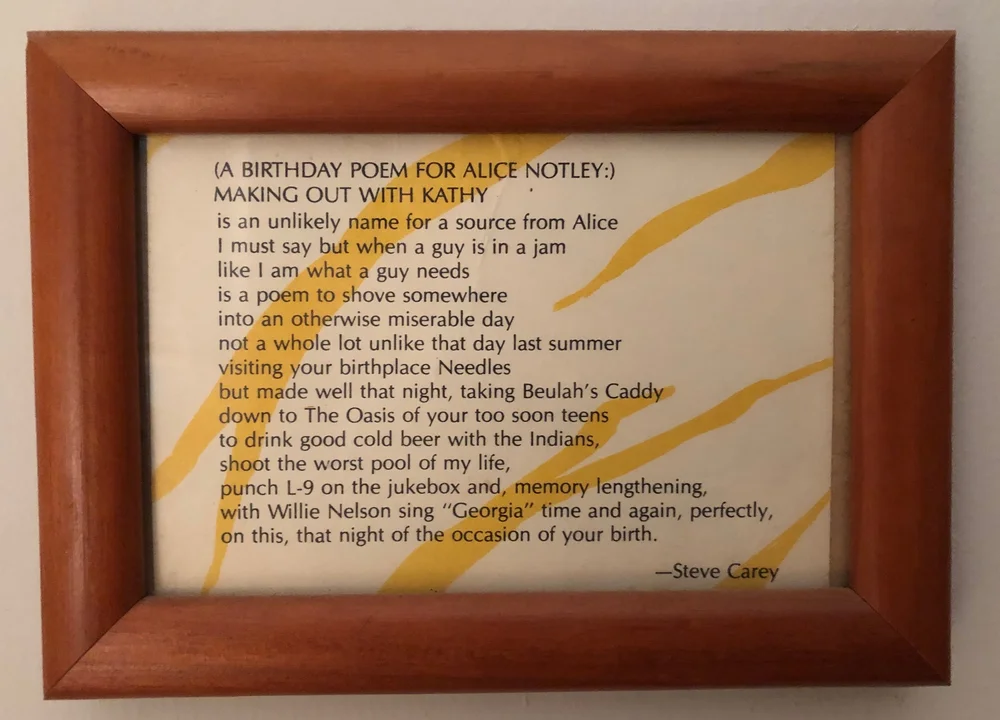 (A BIRTHDAY POEM FOR ALICE NOTLEY:)
MAKING OUT WITH KATHY
is an unlikely name for a source from Alice
I must say but when a guy is in a jam
like I am what a guy needs
is a poem to shove somewhere
into an otherwise miserable day
not a whole lot unlike that day last summer
visiting your birthplace Needles
but made well that night, taking Beulah's Caddy
down to The Oasis of your too soon teens
to drink good cold beer with the Indians,
shoot the worst pool of my life,
punch L-9 on the jukebox and, memory lengthening,
with Willie Nelson sing "Georgia" time and again, perfectly,
on this, that night of the occasion of your birth.
—Steve Carey